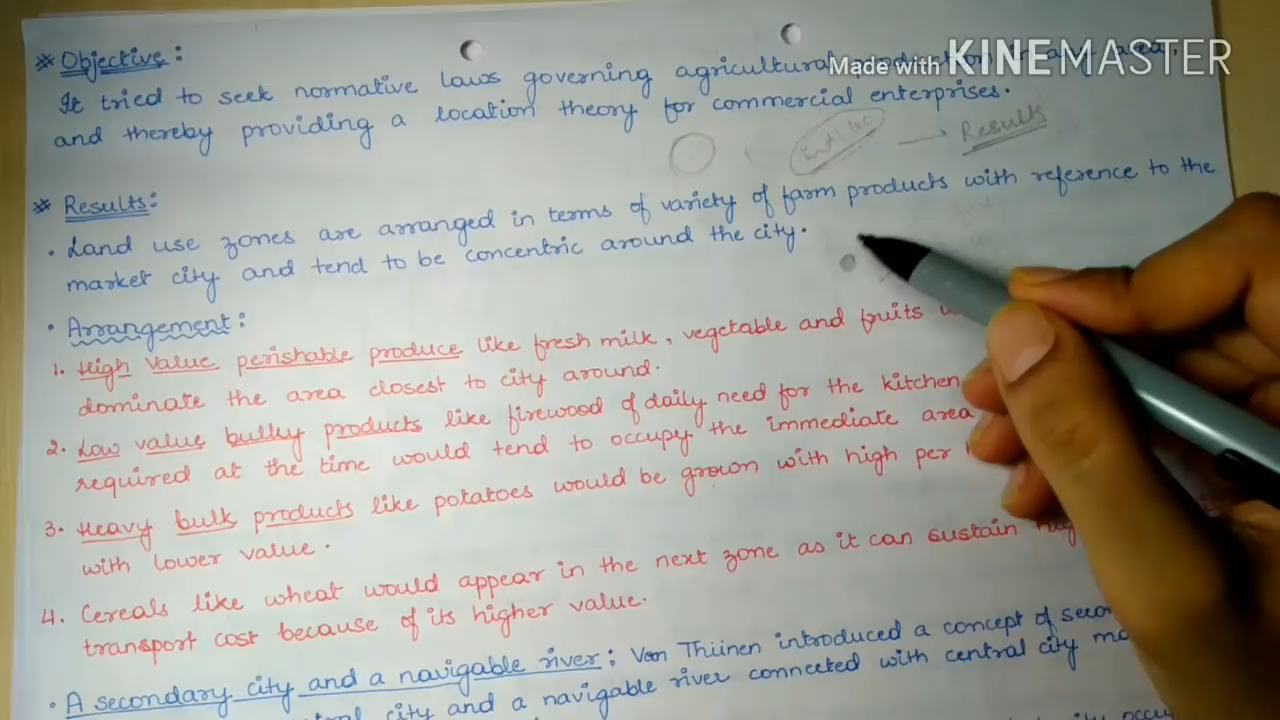 * Objective :
It tried to seek normative laws governing agricultural
and thereby providing a location theory for commercial enterprises.
Made with KINEMASTER
Results
* Results:
• Land use zones are arranged in terms of variety of farm products with reference to the
market city and tend to be concentric around the city.
• Arrangement :
1. High value perishable produce like fresh milk, vegetable and fruits
dominate the area closest to city around.
2. Low value bulky products like firewood of daily need for the kitchen
required at the time would tend to occupy the immediate area
3. Heavy bulk products like potatoes would be grown with high per
with lower value.
4. Cereals like wheat would appear in the next zone as it can sustain
transport cost because of its higher value.
• A secondary city and a navigable river : Von Thiinen introduced a concept of
city and a navigable river connected with central city